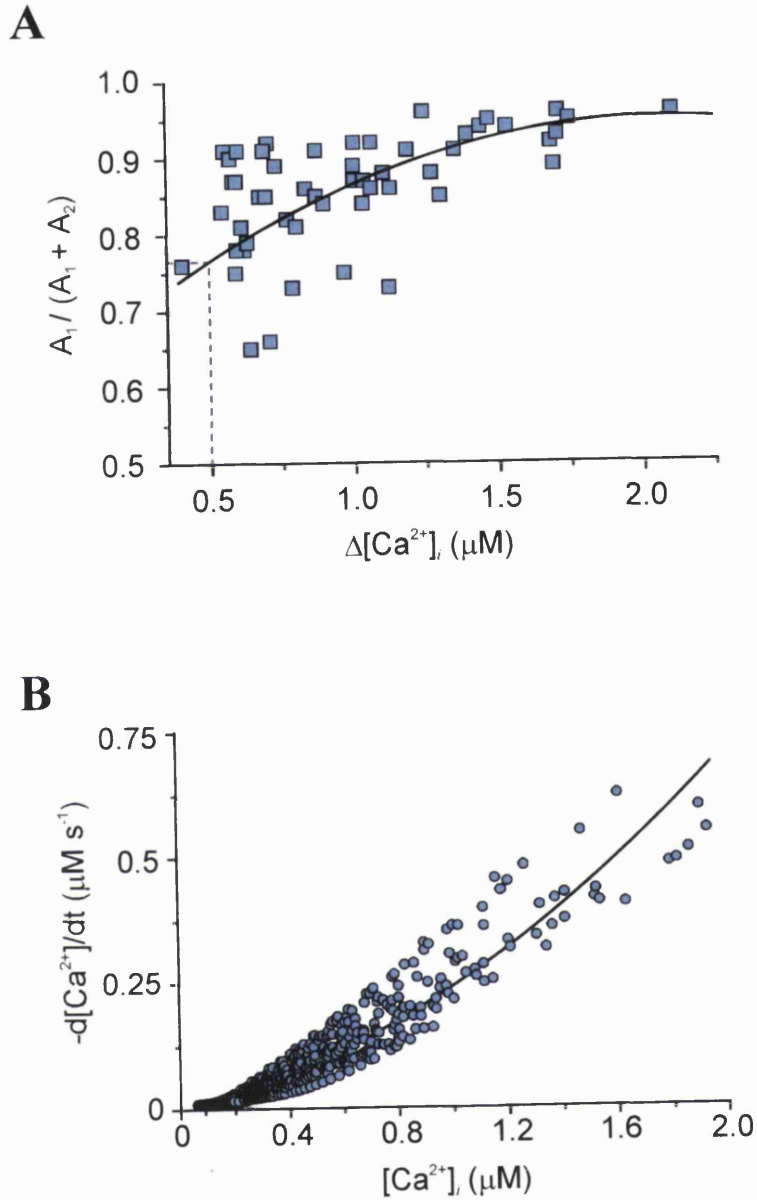 A
1.0
0.9
0.8
0.7
0.6
0.5
A₁ / (A₁ + A₂)
0.5 1.0 1.5 2.0
Δ[Ca²⁺]ᵢ (μM)
B
0.75
0.5
0.25
0
-d[Ca²⁺]/dt (μM s⁻¹)
0 0.4 0.8 1.2 1.6 2.0
[Ca²⁺]ᵢ (μM)